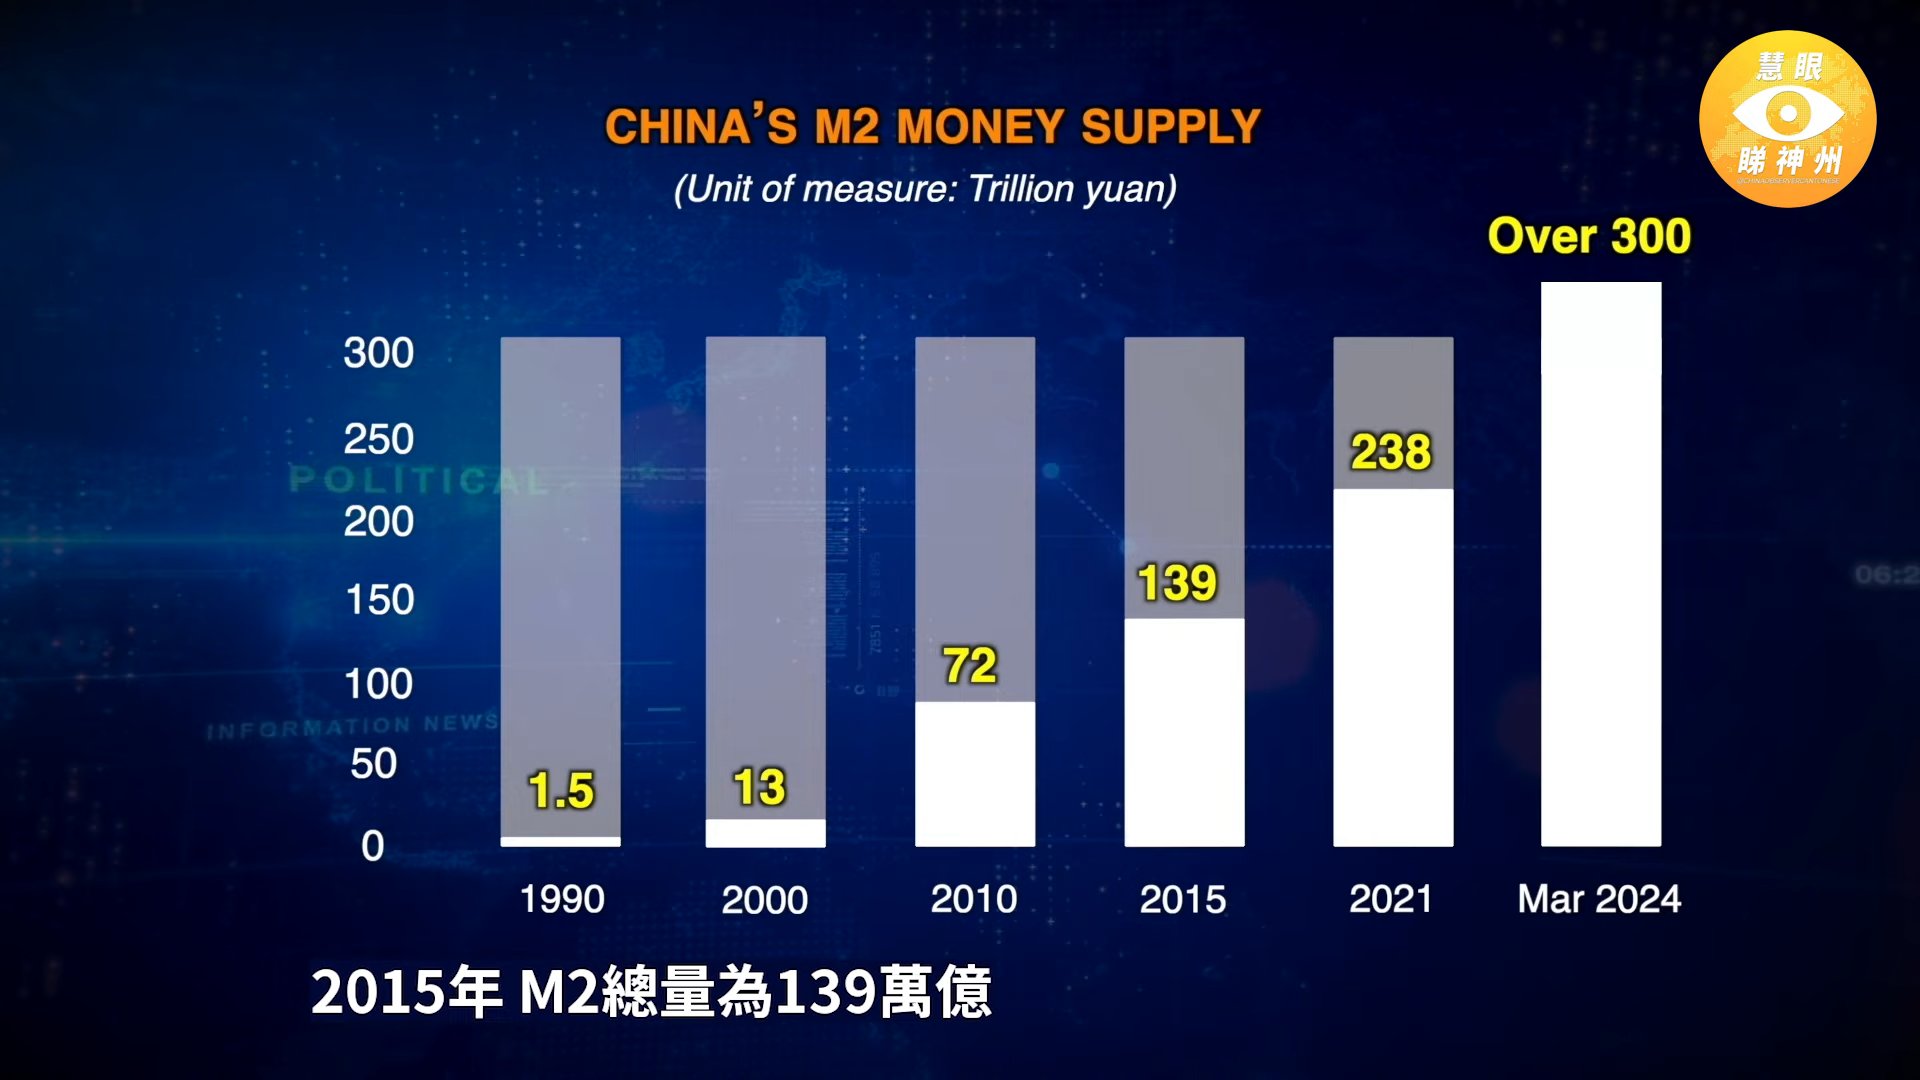 慧眼
睇神州
CHINA'S M2 MONEY SUPPLY
(Unit of measure: Trillion yuan)
Over 300
300
250
200
150
100
50
0
1.5
13
72
139
238
1990
2000
2010
2015
2021
Mar 2024
POLITICAL
INFORMATION NEWS
2015年 M2總量為139萬億